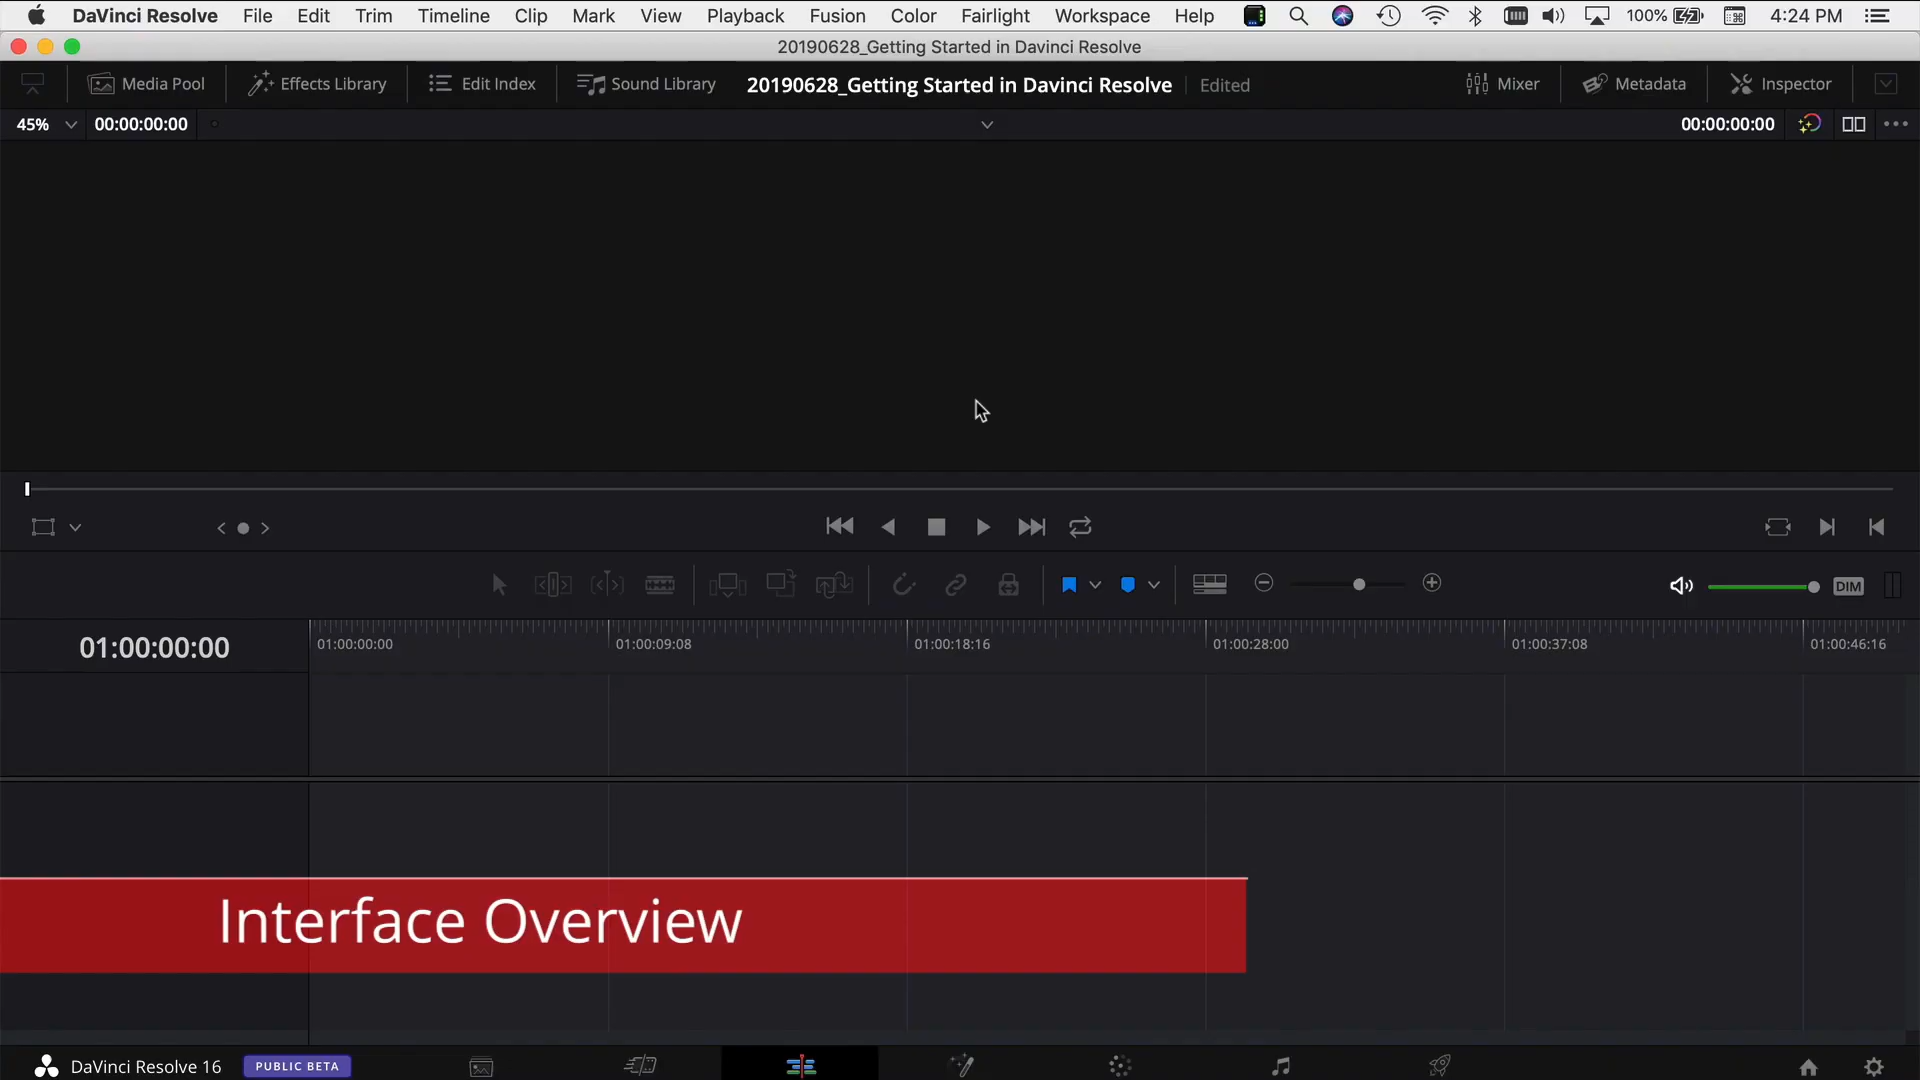 DaVinci Resolve File Edit Trim Timeline Clip Mark View Playback Fusion Color Fairlight Workspace Help 100% 4:24 PM
20190628_Getting Started in Davinci Resolve
Media Pool Effects Library Edit Index Sound Library 20190628_Getting Started in Davinci Resolve Edited Mixer Metadata Inspector
45% 00:00:00:00 00:00:00:00
DIM
01:00:00:00 01:00:00:00 01:00:09:08 01:00:18:16 01:00:28:00 01:00:37:08 01:00:46:16
Interface Overview
DaVinci Resolve 16 PUBLIC BETA